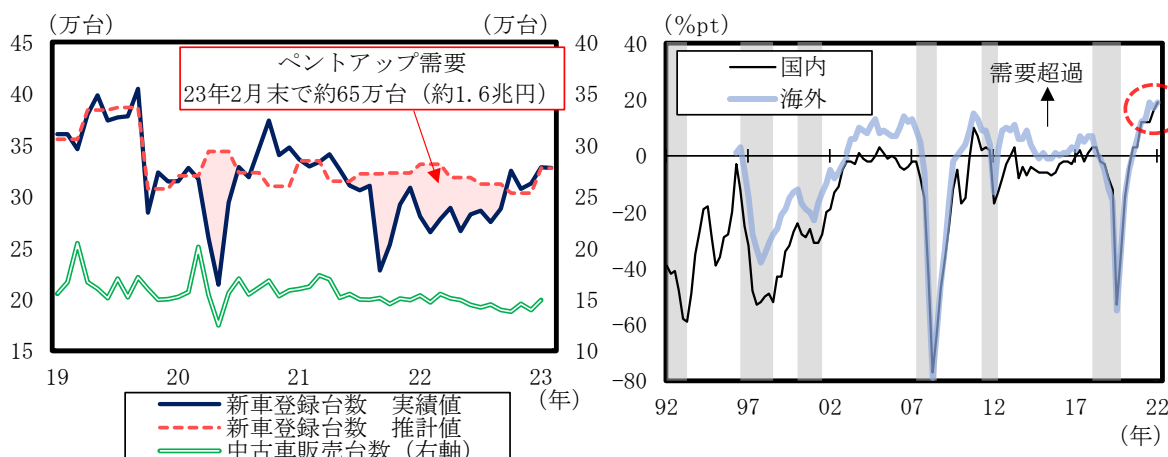 (万台)
(万台)
45
40
35
30
25
20
15
40
35
30
25
20
15
10
ペントアップ需要
23年2月末で約65万台（約1.6兆円）
19
20
21
22
23
(年)
新車登録台数　実績値
新車登録台数　推計値
中古車販売台数（右軸）
(%pt)
40
20
0
-20
-40
-60
-80
国内
海外
需要超過
92
97
02
07
12
17
22
(年)